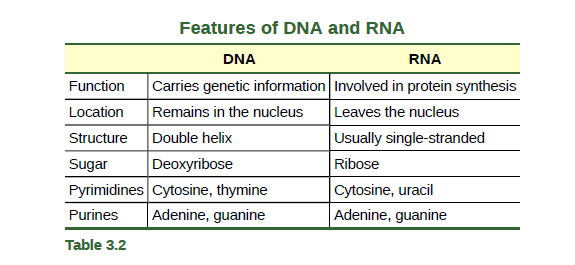 Features of DNA and RNA
DNA RNA
Function Carries genetic information Involved in protein synthesis
Location Remains in the nucleus Leaves the nucleus
Structure Double helix Usually single-stranded
Sugar Deoxyribose Ribose
Pyrimidines Cytosine, thymine Cytosine, uracil
Purines Adenine, guanine Adenine, guanine
Table 3.2